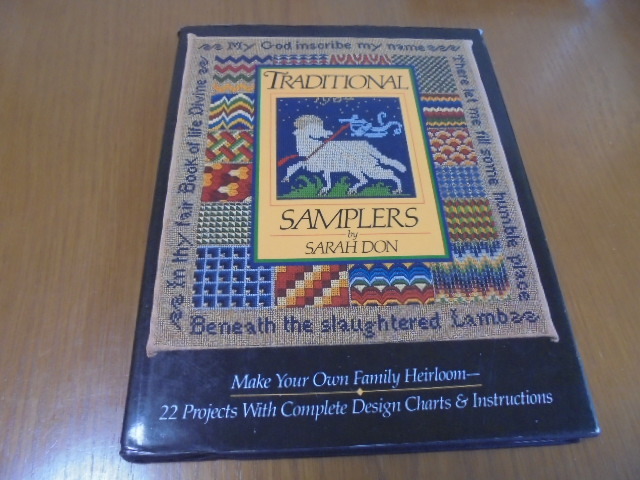 My God inscribe my name
There let me fill some humble place
In thy fair Book of life Divine
Beneath the slaughtered Lamb
TRADITIONAL
SAMPLERS
by
SARAH DON
Make Your Own Family Heirloom—
22 Projects With Complete Design Charts & Instructions